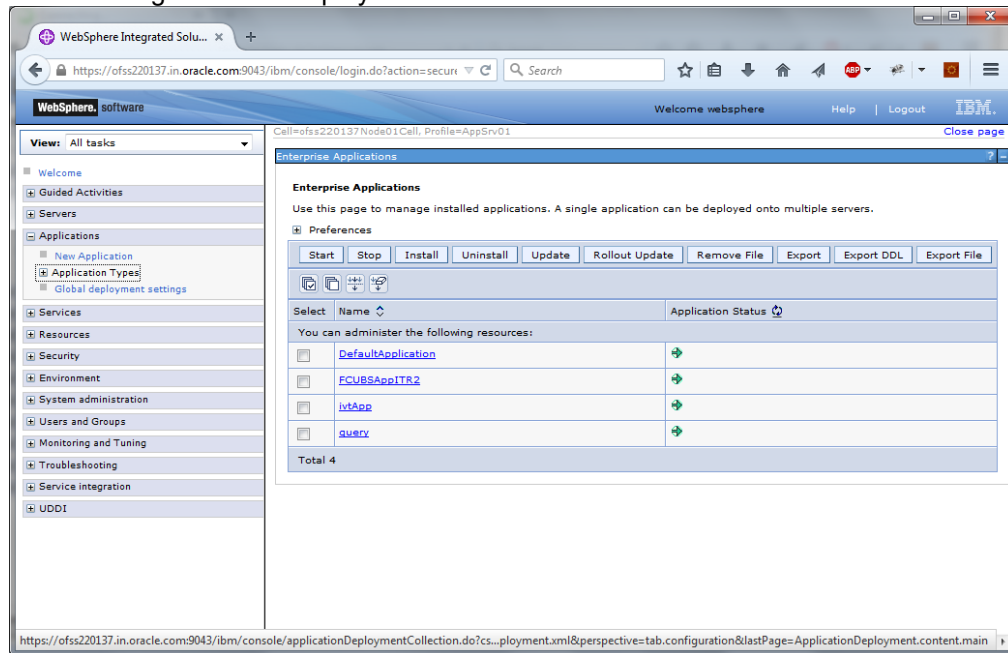 WebSphere Integrated Solu... × +
https://ofss220137.in.oracle.com:9043/ibm/console/login.do?action=secure Search ABP
WebSphere. software Welcome websphere Help | Logout IBM.
View: All tasks
Cell=ofss220137Node01Cell, Profile=AppSrv01 Close page
Welcome
Guided Activities
Servers
Applications
New Application
Application Types
Global deployment settings
Services
Resources
Security
Environment
System administration
Users and Groups
Monitoring and Tuning
Troubleshooting
Service integration
UDDI
Enterprise Applications ? –
Enterprise Applications
Use this page to manage installed applications. A single application can be deployed onto multiple servers.
Preferences
Start Stop Install Uninstall Update Rollout Update Remove File Export Export DDL Export File
Select Name Application Status
You can administer the following resources:
DefaultApplication
FCUBSAppITR2
ivtApp
query
Total 4
https://ofss220137.in.oracle.com:9043/ibm/console/applicationDeploymentCollection.do?cs...ployment.xml&perspective=tab.configuration&lastPage=ApplicationDeployment.content.main